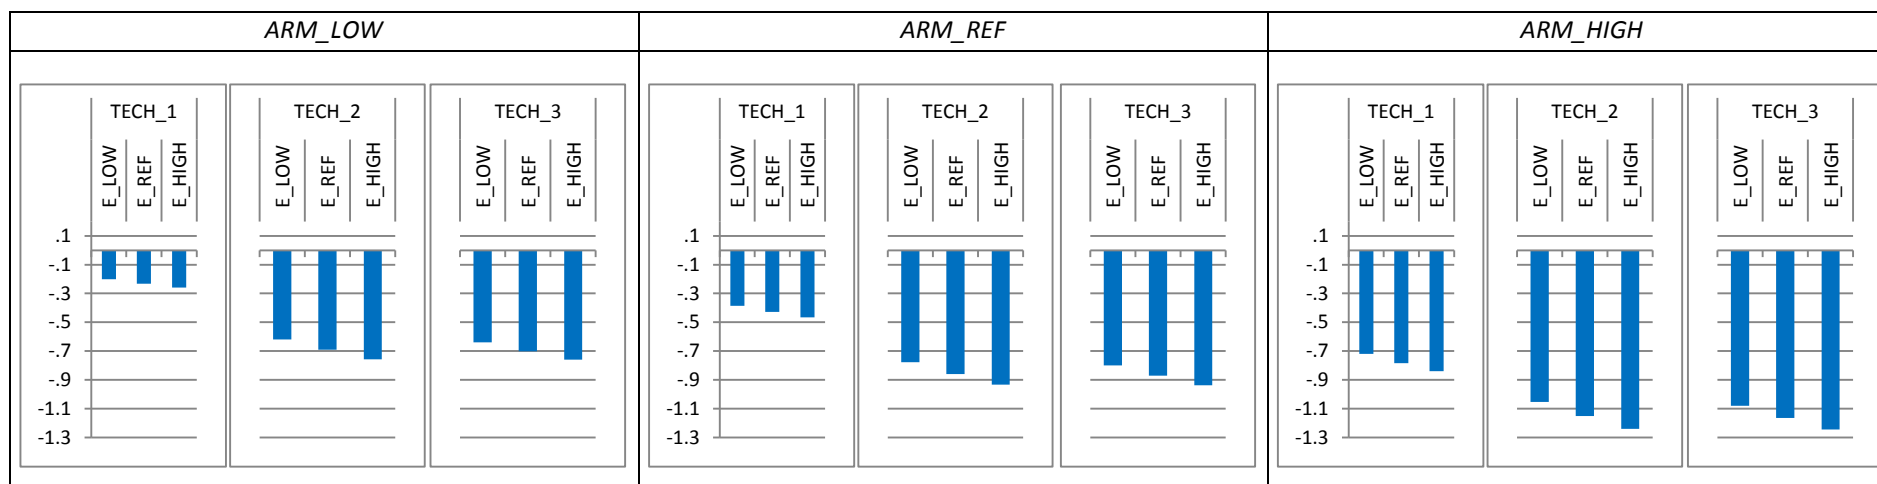 ARM_LOW
ARM_REF
ARM_HIGH
TECH_1
TECH_2
TECH_3
TECH_1
TECH_2
TECH_3
TECH_1
TECH_2
TECH_3
E_LOW
E_REF
E_HIGH
E_LOW
E_REF
E_HIGH
E_LOW
E_REF
E_HIGH
E_LOW
E_REF
E_HIGH
E_LOW
E_REF
E_HIGH
E_LOW
E_REF
E_HIGH
E_LOW
E_REF
E_HIGH
E_LOW
E_REF
E_HIGH
E_LOW
E_REF
E_HIGH
.1
-.1
-.3
-.5
-.7
-.9
-1.1
-1.3
.1
-.1
-.3
-.5
-.7
-.9
-1.1
-1.3
.1
-.1
-.3
-.5
-.7
-.9
-1.1
-1.3